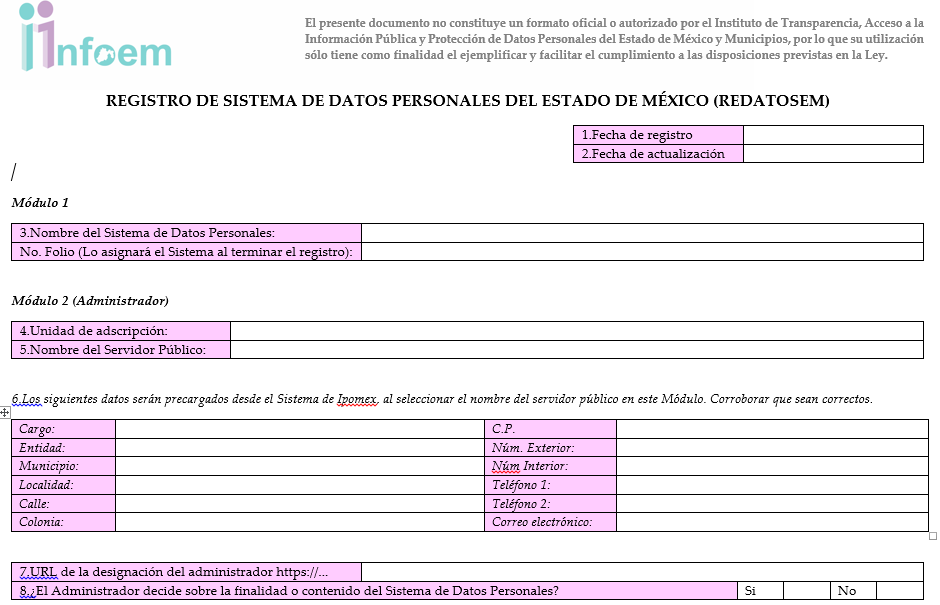 infoem
El presente documento no constituye un formato oficial o autorizado por el Instituto de Transparencia, Acceso a la
Información Pública y Protección de Datos Personales del Estado de México y Municipios, por lo que su utilización
sólo tiene como finalidad el ejemplificar y facilitar el cumplimiento a las disposiciones previstas en la Ley.
REGISTRO DE SISTEMA DE DATOS PERSONALES DEL ESTADO DE MÉXICO (REDATOSEM)
1.Fecha de registro
2.Fecha de actualización
/
Módulo 1
3.Nombre del Sistema de Datos Personales:
No. Folio (Lo asignará el Sistema al terminar el registro):
Módulo 2 (Administrador)
4.Unidad de adscripción:
5.Nombre del Servidor Público:
6.Los siguientes datos serán precargados desde el Sistema de Ipomex, al seleccionar el nombre del servidor público en este Módulo. Corroborar que sean correctos.
Cargo: C.P.
Entidad: Núm. Exterior:
Municipio: Núm Interior:
Localidad: Teléfono 1:
Calle: Teléfono 2:
Colonia: Correo electrónico:
7.URL de la designación del administrador https://...
8.¿El Administrador decide sobre la finalidad o contenido del Sistema de Datos Personales? Si No